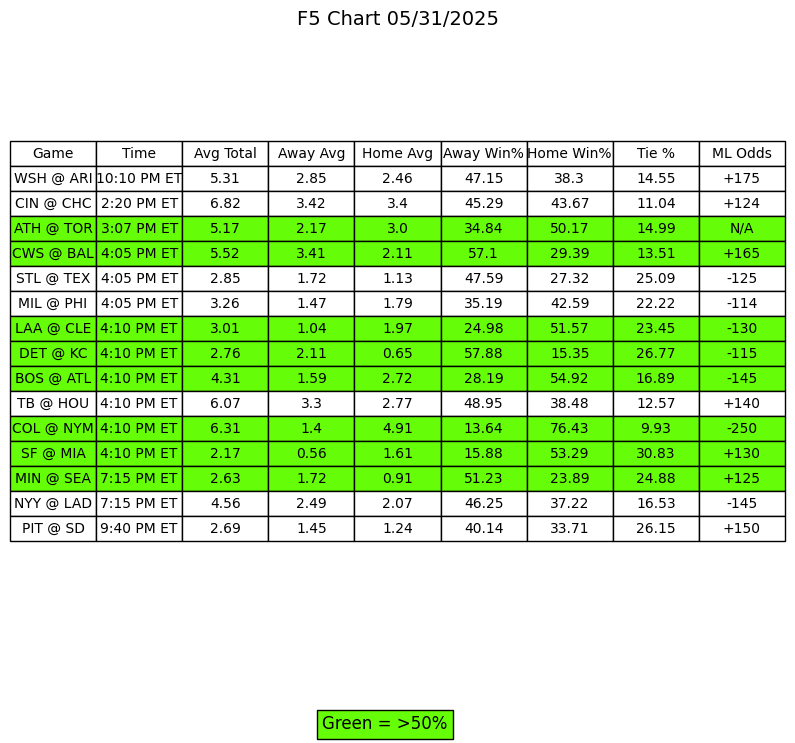 F5 Chart 05/31/2025
Game Time Avg Total Away Avg Home Avg Away Win% Home Win% Tie % ML Odds
WSH @ ARI 10:10 PM ET 5.31 2.85 2.46 47.15 38.3 14.55 +175
CIN @ CHC 2:20 PM ET 6.82 3.42 3.4 45.29 43.67 11.04 +124
ATH @ TOR 3:07 PM ET 5.17 2.17 3.0 34.84 50.17 14.99 N/A
CWS @ BAL 4:05 PM ET 5.52 3.41 2.11 57.1 29.39 13.51 +165
STL @ TEX 4:05 PM ET 2.85 1.72 1.13 47.59 27.32 25.09 -125
MIL @ PHI 4:05 PM ET 3.26 1.47 1.79 35.19 42.59 22.22 -114
LAA @ CLE 4:10 PM ET 3.01 1.04 1.97 24.98 51.57 23.45 -130
DET @ KC 4:10 PM ET 2.76 2.11 0.65 57.88 15.35 26.77 -115
BOS @ ATL 4:10 PM ET 4.31 1.59 2.72 28.19 54.92 16.89 -145
TB @ HOU 4:10 PM ET 6.07 3.3 2.77 48.95 38.48 12.57 +140
COL @ NYM 4:10 PM ET 6.31 1.4 4.91 13.64 76.43 9.93 -250
SF @ MIA 4:10 PM ET 2.17 0.56 1.61 15.88 53.29 30.83 +130
MIN @ SEA 7:15 PM ET 2.63 1.72 0.91 51.23 23.89 24.88 +125
NYY @ LAD 7:15 PM ET 4.56 2.49 2.07 46.25 37.22 16.53 -145
PIT @ SD 9:40 PM ET 2.69 1.45 1.24 40.14 33.71 26.15 +150
Green = >50%